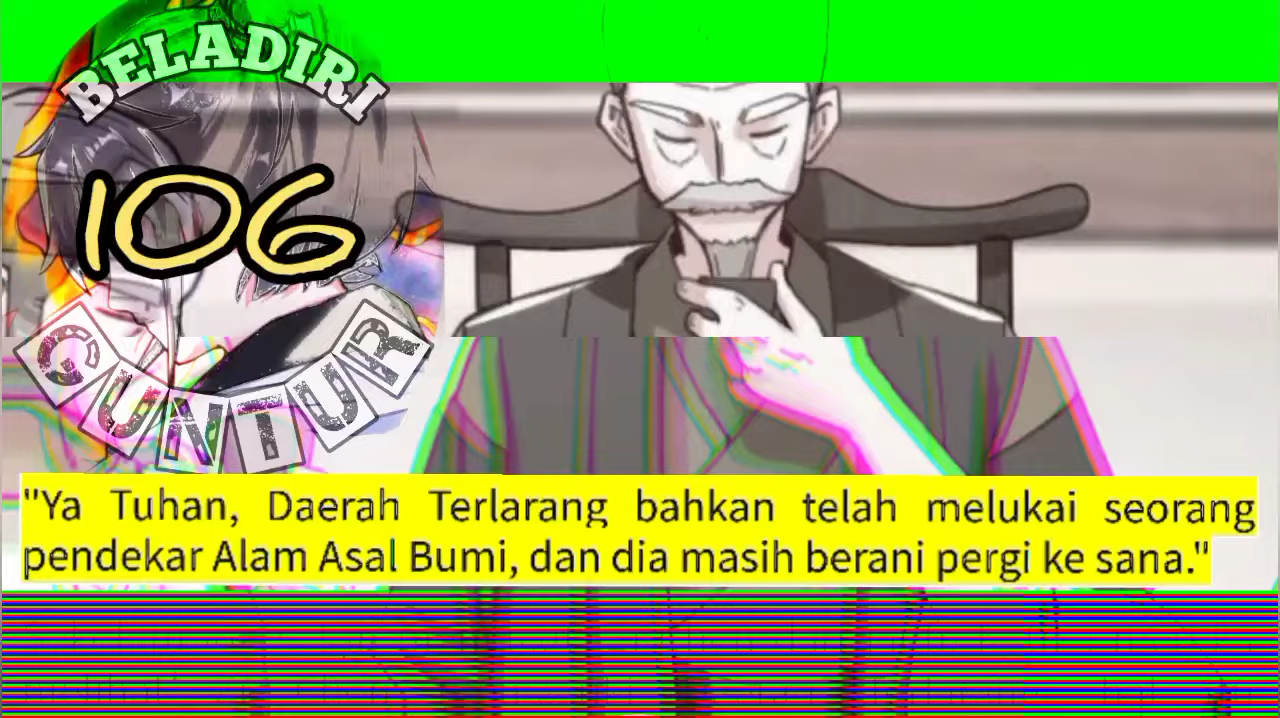 BELADIRI
106
GUNTUR
"Ya Tuhan, Daerah Terlarang bahkan telah melukai seorang
pendekar Alam Asal Bumi, dan dia masih berani pergi ke sana."